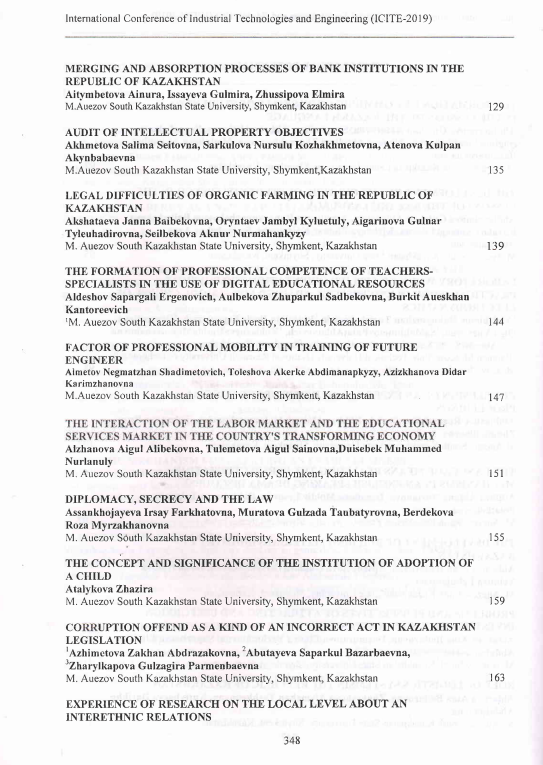 International Conference of Industrial Technologies and Engineering (ICITE-2019)
MERGING AND ABSORPTION PROCESSES OF BANK INSTITUTIONS IN THE
REPUBLIC OF KAZAKHSTAN
Aitymbetova Ainura, Issayeva Gulmira, Zhussipova Elmira
M.Auezov South Kazakhstan State University, Shymkent, Kazakhstan 129
AUDIT OF INTELLECTUAL PROPERTY OBJECTIVES
Akhmetova Salima Seitovna, Sarkulova Nursulu Kozhakhmetovna, Atenova Kulpan
Akynbabaevna
M.Auezov South Kazakhstan State University, Shymkent,Kazakhstan 135
LEGAL DIFFICULTIES OF ORGANIC FARMING IN THE REPUBLIC OF
KAZAKHSTAN
Akshataeva Janna Baibekovna, Oryntaev Jambyl Kyluetuly, Aigarinova Gulnar
Tyleuhadirovna, Seilbekova Aknur Nurmahankyzy
M. Auezov South Kazakhstan State University, Shymkent, Kazakhstan 139
THE FORMATION OF PROFESSIONAL COMPETENCE OF TEACHERS-
SPECIALISTS IN THE USE OF DIGITAL EDUCATIONAL RESOURCES
Aldeshov Sapargali Ergenovich, Aulbekova Zhuparkul Sadbekovna, Burkit Aueskhan
Kantoreevich
¹M. Auezov South Kazakhstan State University, Shymkent, Kazakhstan 144
FACTOR OF PROFESSIONAL MOBILITY IN TRAINING OF FUTURE
ENGINEER
Aimetov Negmatzhan Shadimetovich, Toleshova Akerke Abdimanapkyzy, Azizkhanova Didar
Karimzhanovna
M.Auezov South Kazakhstan State University, Shymkent, Kazakhstan 147
THE INTERACTION OF THE LABOR MARKET AND THE EDUCATIONAL
SERVICES MARKET IN THE COUNTRY'S TRANSFORMING ECONOMY
Alzhanova Aigul Alibekovna, Tulemetova Aigul Sainovna,Duisebek Muhammed
Nurlanuly
M. Auezov South Kazakhstan State University, Shymkent, Kazakhstan 151
DIPLOMACY, SECRECY AND THE LAW
Assankhojayeva Irsay Farkhatovna, Muratova Gulzada Taubatyrovna, Berdekova
Roza Myrzakhanovna
M. Auezov South Kazakhstan State University, Shymkent, Kazakhstan 155
THE CONCEPT AND SIGNIFICANCE OF THE INSTITUTION OF ADOPTION OF
A CHILD
Atalykova Zhazira
M. Auezov South Kazakhstan State University, Shymkent, Kazakhstan 159
CORRUPTION OFFEND AS A KIND OF AN INCORRECT ACT IN KAZAKHSTAN
LEGISLATION
¹Azhimetova Zakhan Abdrazakovna, ²Abutayeva Saparkul Bazarbaevna,
³Zharylkapova Gulzagira Parmenbaevna
M. Auezov South Kazakhstan State University, Shymkent, Kazakhstan 163
EXPERIENCE OF RESEARCH ON THE LOCAL LEVEL ABOUT AN
INTERETHNIC RELATIONS
348